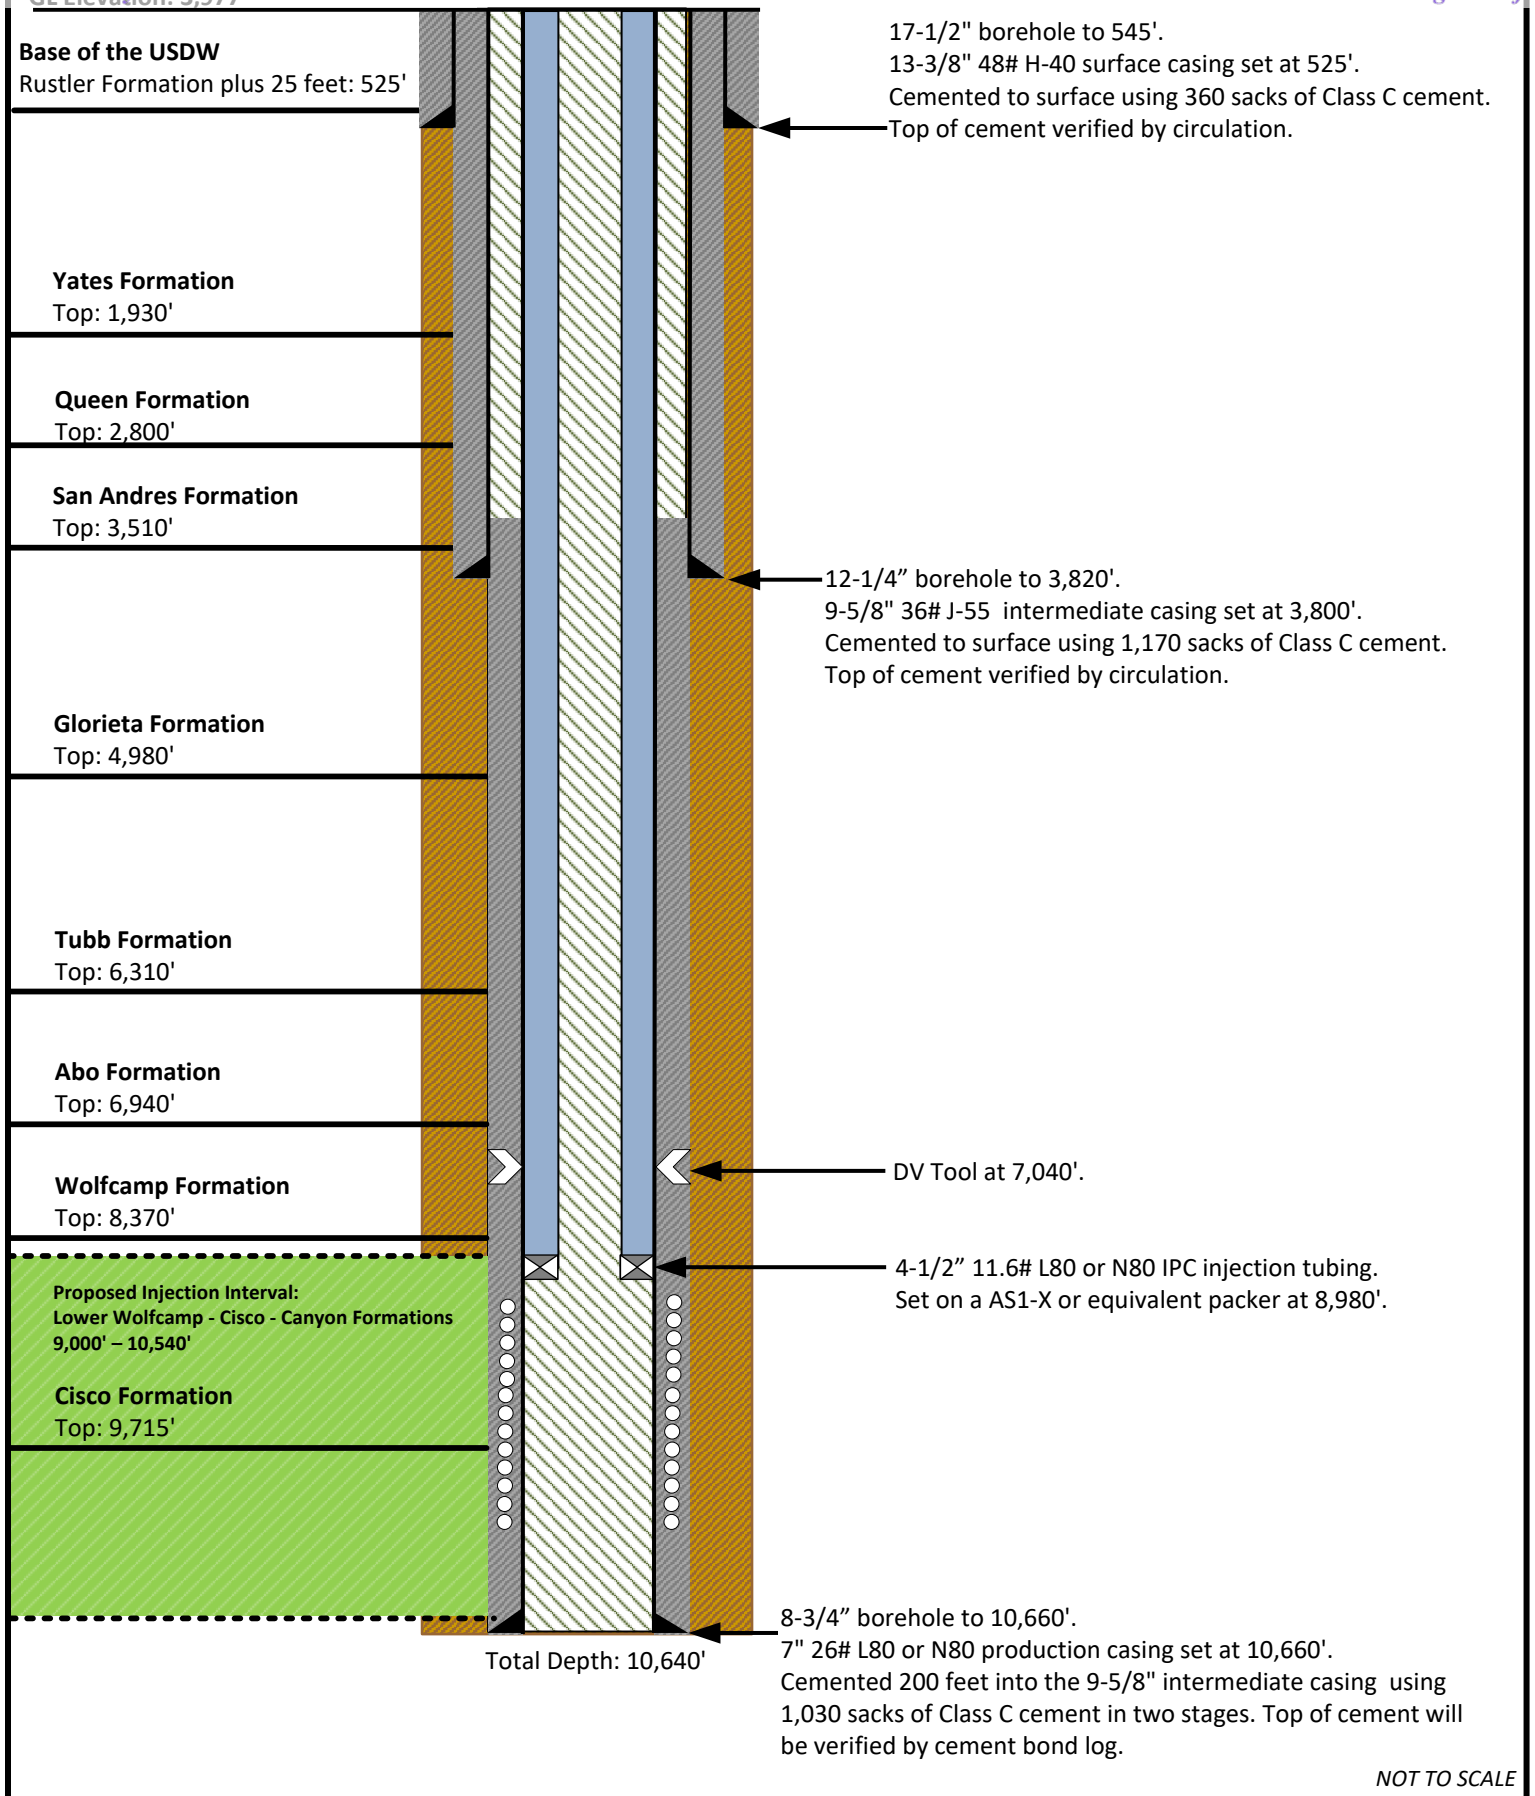 GL Elevation: 3,977'
Base of the USDW
Rustler Formation plus 25 feet: 525'
17-1/2" borehole to 545'.
13-3/8" 48# H-40 surface casing set at 525'.
Cemented to surface using 360 sacks of Class C cement.
Top of cement verified by circulation.
Yates Formation
Top: 1,930'
Queen Formation
Top: 2,800'
San Andres Formation
Top: 3,510'
12-1/4” borehole to 3,820'.
9-5/8" 36# J-55  intermediate casing set at 3,800'.
Cemented to surface using 1,170 sacks of Class C cement.
Top of cement verified by circulation.
Glorieta Formation
Top: 4,980'
Tubb Formation
Top: 6,310'
Abo Formation
Top: 6,940'
DV Tool at 7,040'.
Wolfcamp Formation
Top: 8,370'
4-1/2” 11.6# L80 or N80 IPC injection tubing.
Set on a AS1-X or equivalent packer at 8,980'.
Proposed Injection Interval:
Lower Wolfcamp - Cisco - Canyon Formations
9,000' – 10,540'
Cisco Formation
Top: 9,715'
8-3/4” borehole to 10,660'.
7" 26# L80 or N80 production casing set at 10,660'.
Cemented 200 feet into the 9-5/8" intermediate casing  using
1,030 sacks of Class C cement in two stages. Top of cement will
be verified by cement bond log.
Total Depth: 10,640'
NOT TO SCALE